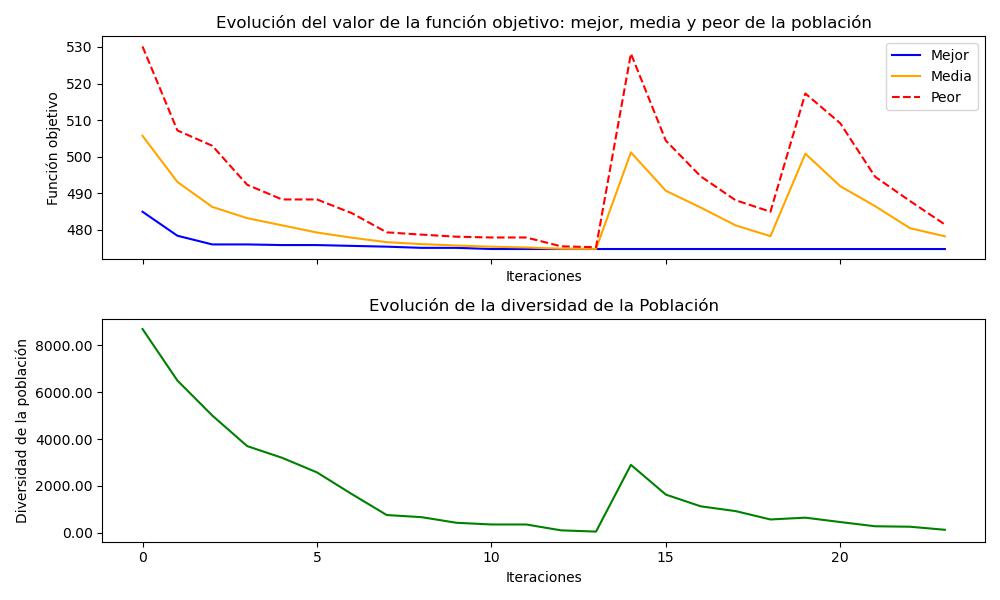 Evolución del valor de la función objetivo: mejor, media y peor de la población
Función objetivo
530
520
510
500
490
480
Mejor
Media
Peor
Iteraciones
Evolución de la diversidad de la Población
Diversidad de la población
8000.00
6000.00
4000.00
2000.00
0.00
0
5
10
15
20
Iteraciones